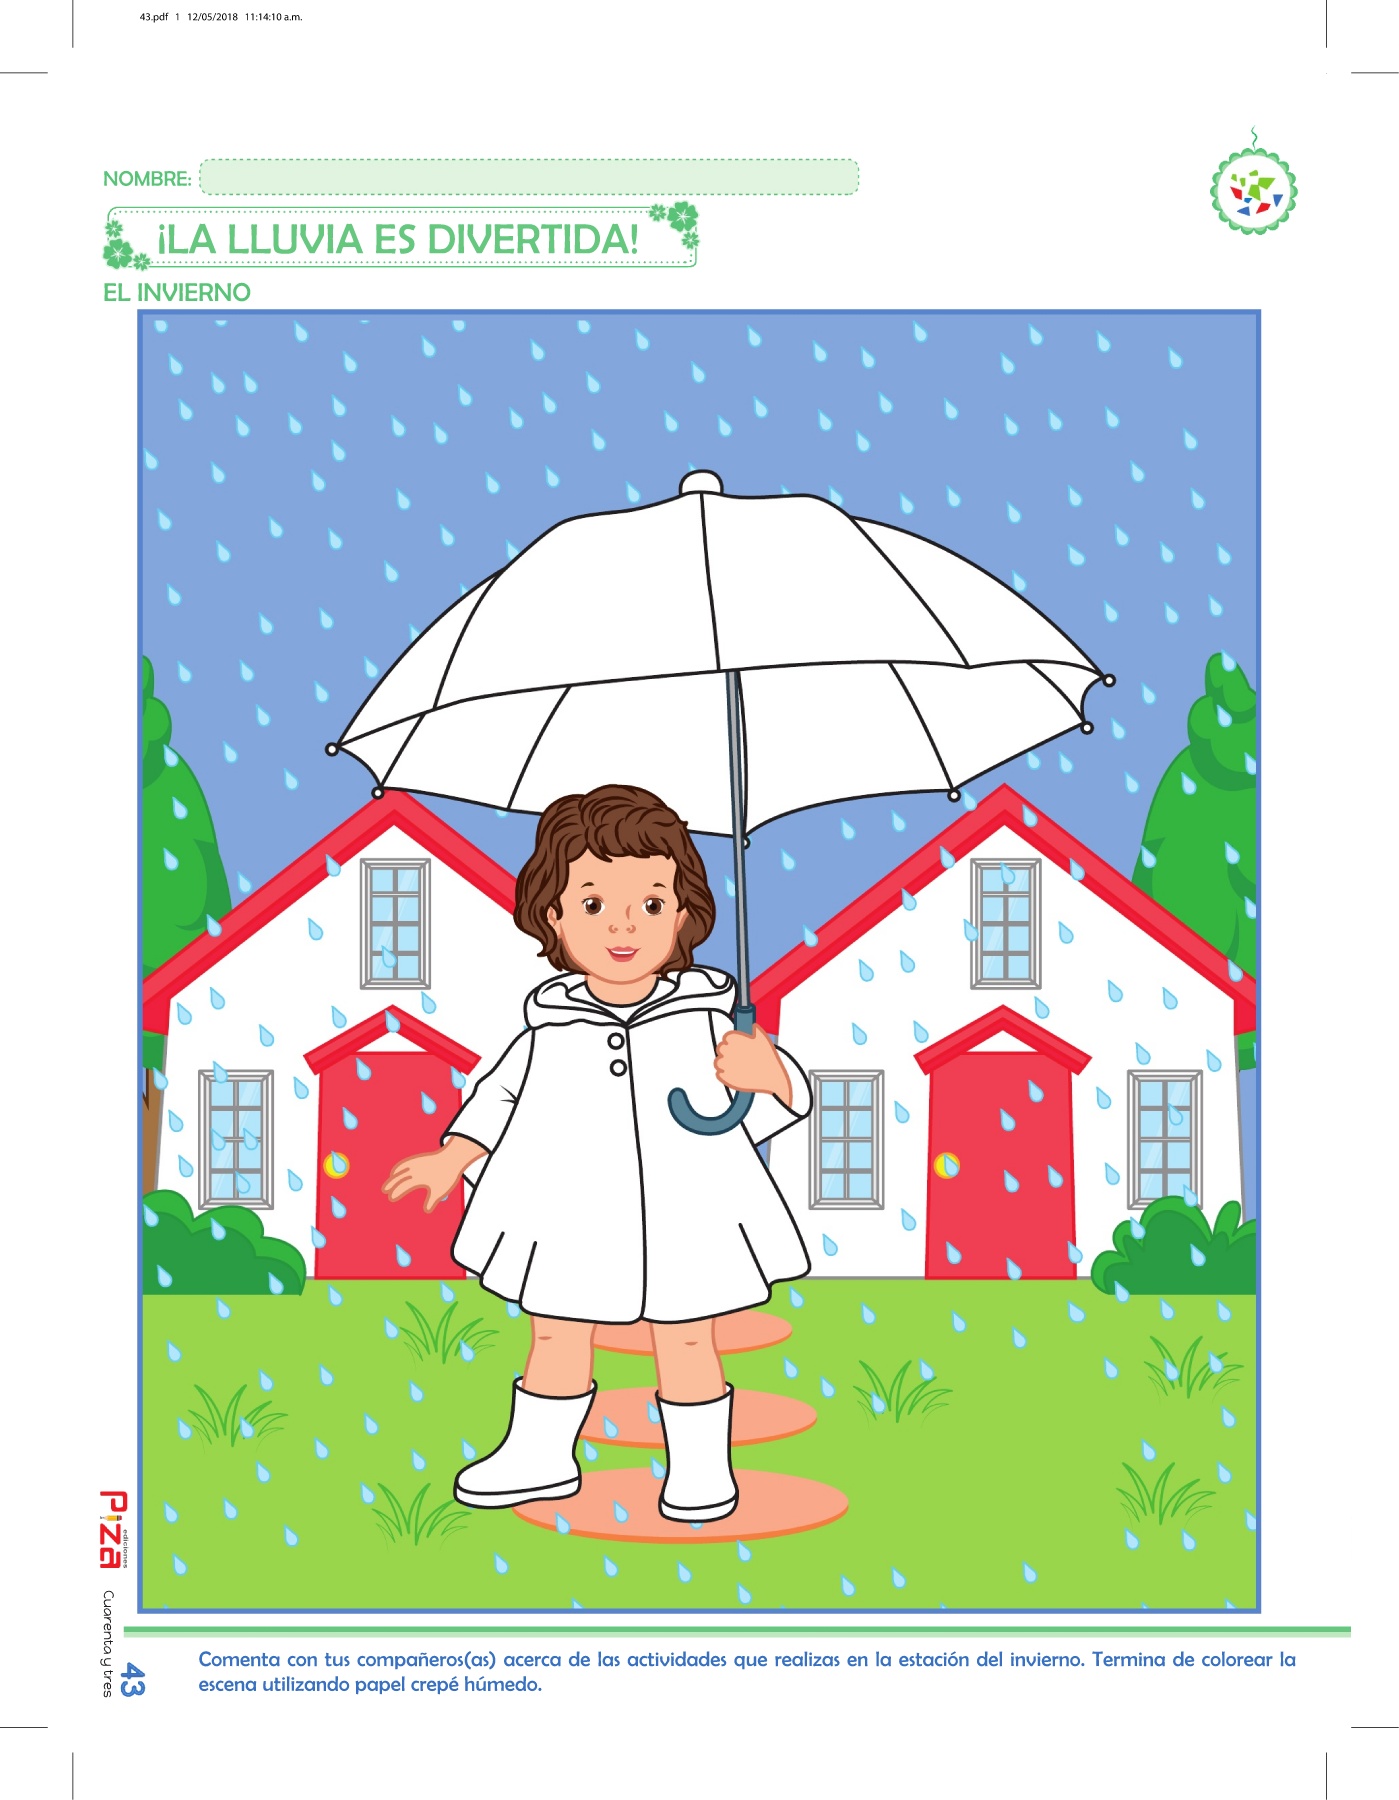 43.pdf 1 12/05/2018 11:14:10 a.m.
NOMBRE:
¡LA LLUVIA ES DIVERTIDA!
EL INVIERNO
Piza
ediciones
Cuarenta y tres
43
Comenta con tus compañeros(as) acerca de las actividades que realizas en la estación del invierno. Termina de colorear la
escena utilizando papel crepé húmedo.